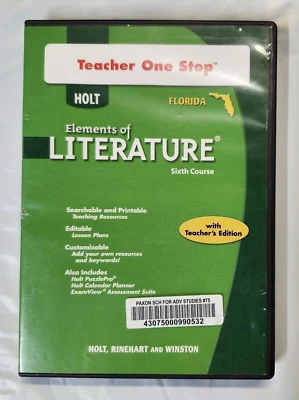 Teacher One Stop™
HOLT
FLORIDA
Elements of
LITERATURE®
Sixth Course
Searchable and Printable
Teaching Resources
Editable
Lesson Plans
Customizable
Add your own resources
and keywords!
Also Includes
Holt PuzzlePro®
Holt Calendar Planner
ExamView® Assessment Suite
with
Teacher's Edition
PAXON SCH FOR ADV STUDIES #75
43075000990532
HOLT, RINEHART AND WINSTON